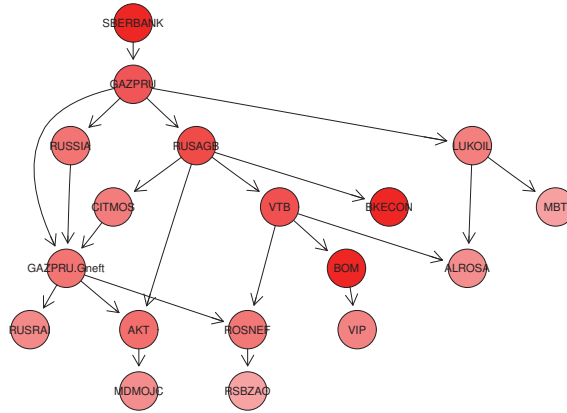 SBERBANK
GAZPRU
RUSSIA
RUSAGB
LUKOIL
CITMOS
VTB
BKECON
MBT
GAZPRU.Gneft
BOM
ALROSA
RUSRAI
AKT
ROSNEF
VIP
MDMOJC
RSBZAO